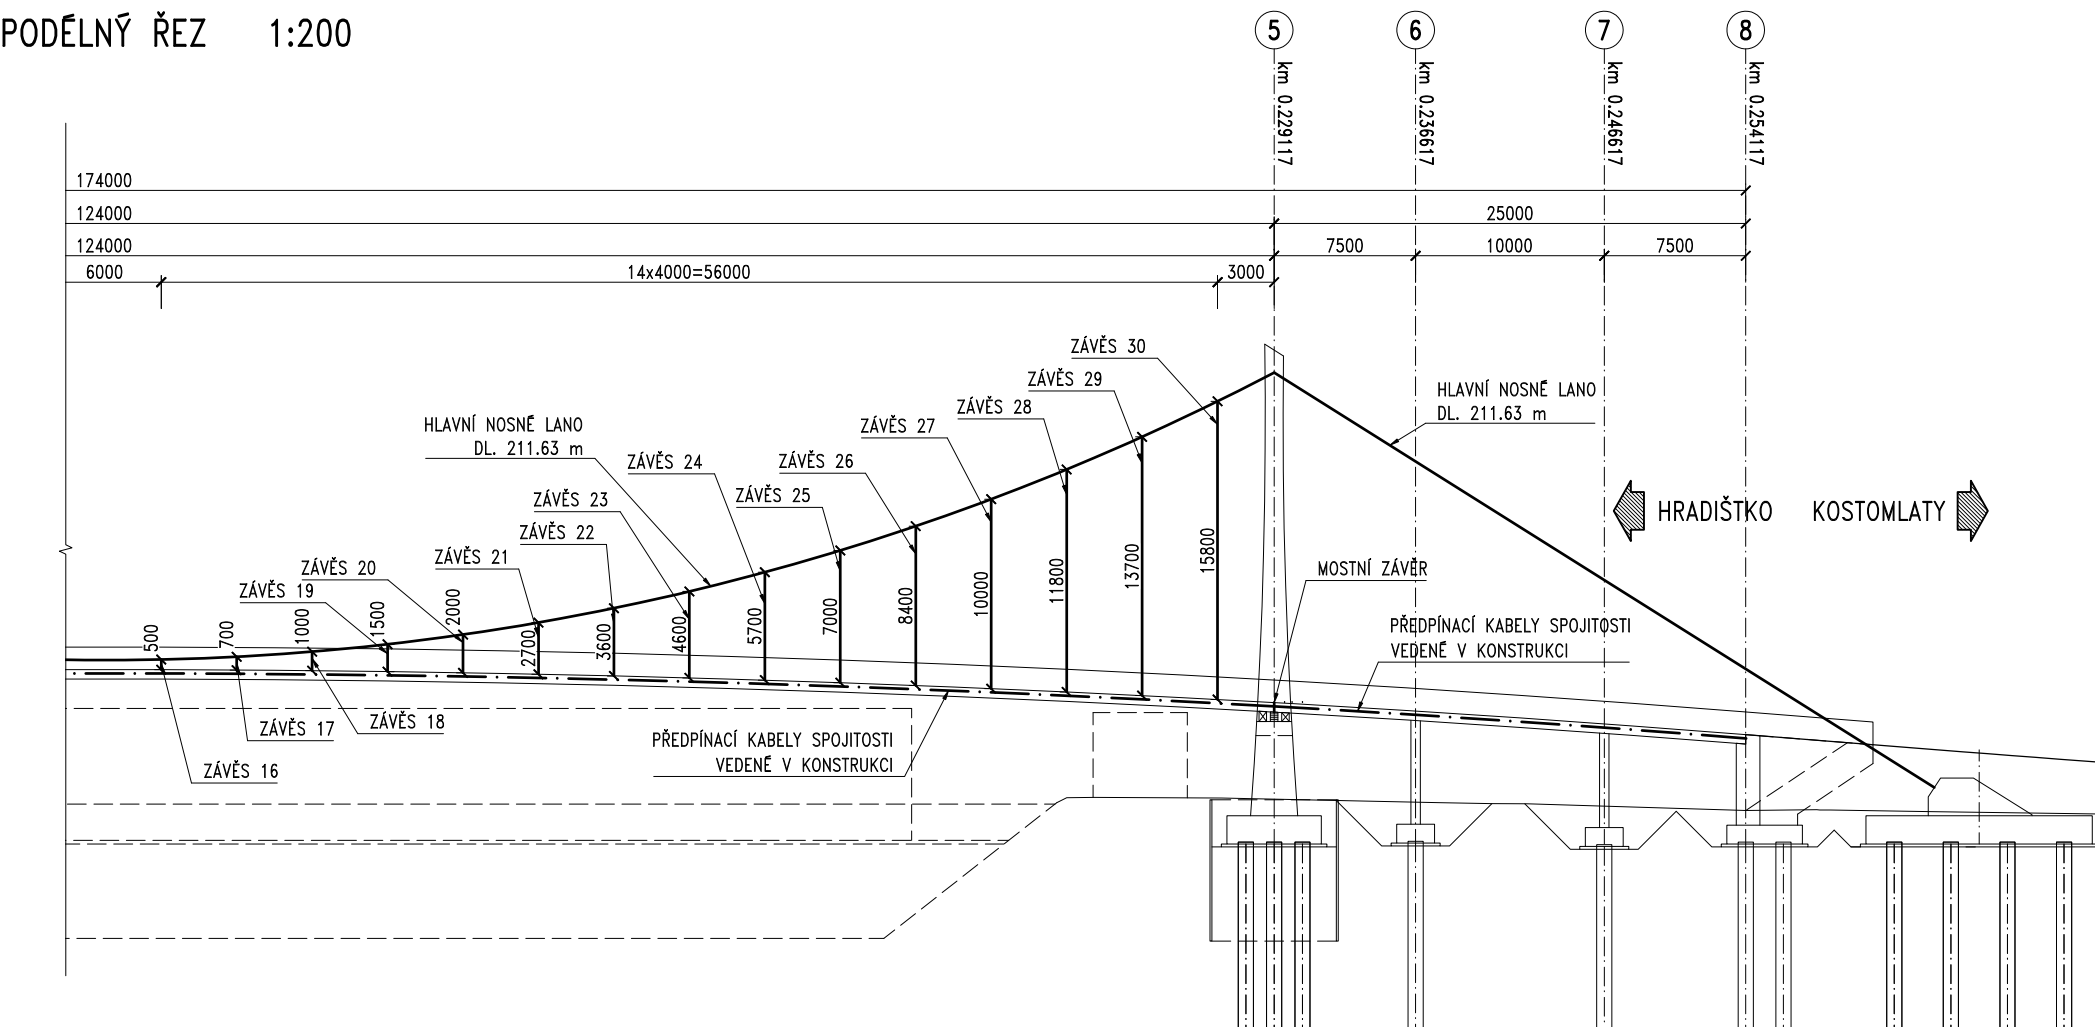 PODÉLNÝ ŘEZ 1:200
5 6 7 8
km 0.229117
km 0.236617
km 0.246617
km 0.254117
174000
124000 25000
124000 7500 10000 7500
6000 14x4000=56000 3000
ZÁVĚS 30
ZÁVĚS 29
ZÁVĚS 28
ZÁVĚS 27
ZÁVĚS 26
ZÁVĚS 25
ZÁVĚS 24
ZÁVĚS 23
ZÁVĚS 22
ZÁVĚS 21
ZÁVĚS 20
ZÁVĚS 19
HLAVNÍ NOSNÉ LANO
DL. 211.63 m
HLAVNÍ NOSNÉ LANO
DL. 211.63 m
HRADIŠTKO KOSTOMLATY
500
700
1000
1500
2000
2700
3600
4600
5700
7000
8400
10000
11800
13700
15800
MOSTNÍ ZÁVĚR
PŘEDPÍNACÍ KABELY SPOJITOSTI
VEDENÉ V KONSTRUKCI
ZÁVĚS 18
ZÁVĚS 17
ZÁVĚS 16
PŘEDPÍNACÍ KABELY SPOJITOSTI
VEDENÉ V KONSTRUKCI